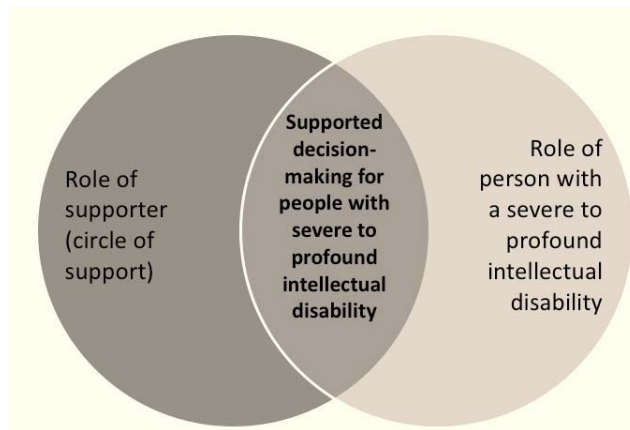 Role of
supporter
(circle of
support)
Supported
decision-
making for
people with
severe to
profound
intellectual
disability
Role of
person with
a severe to
profound
intellectual
disability